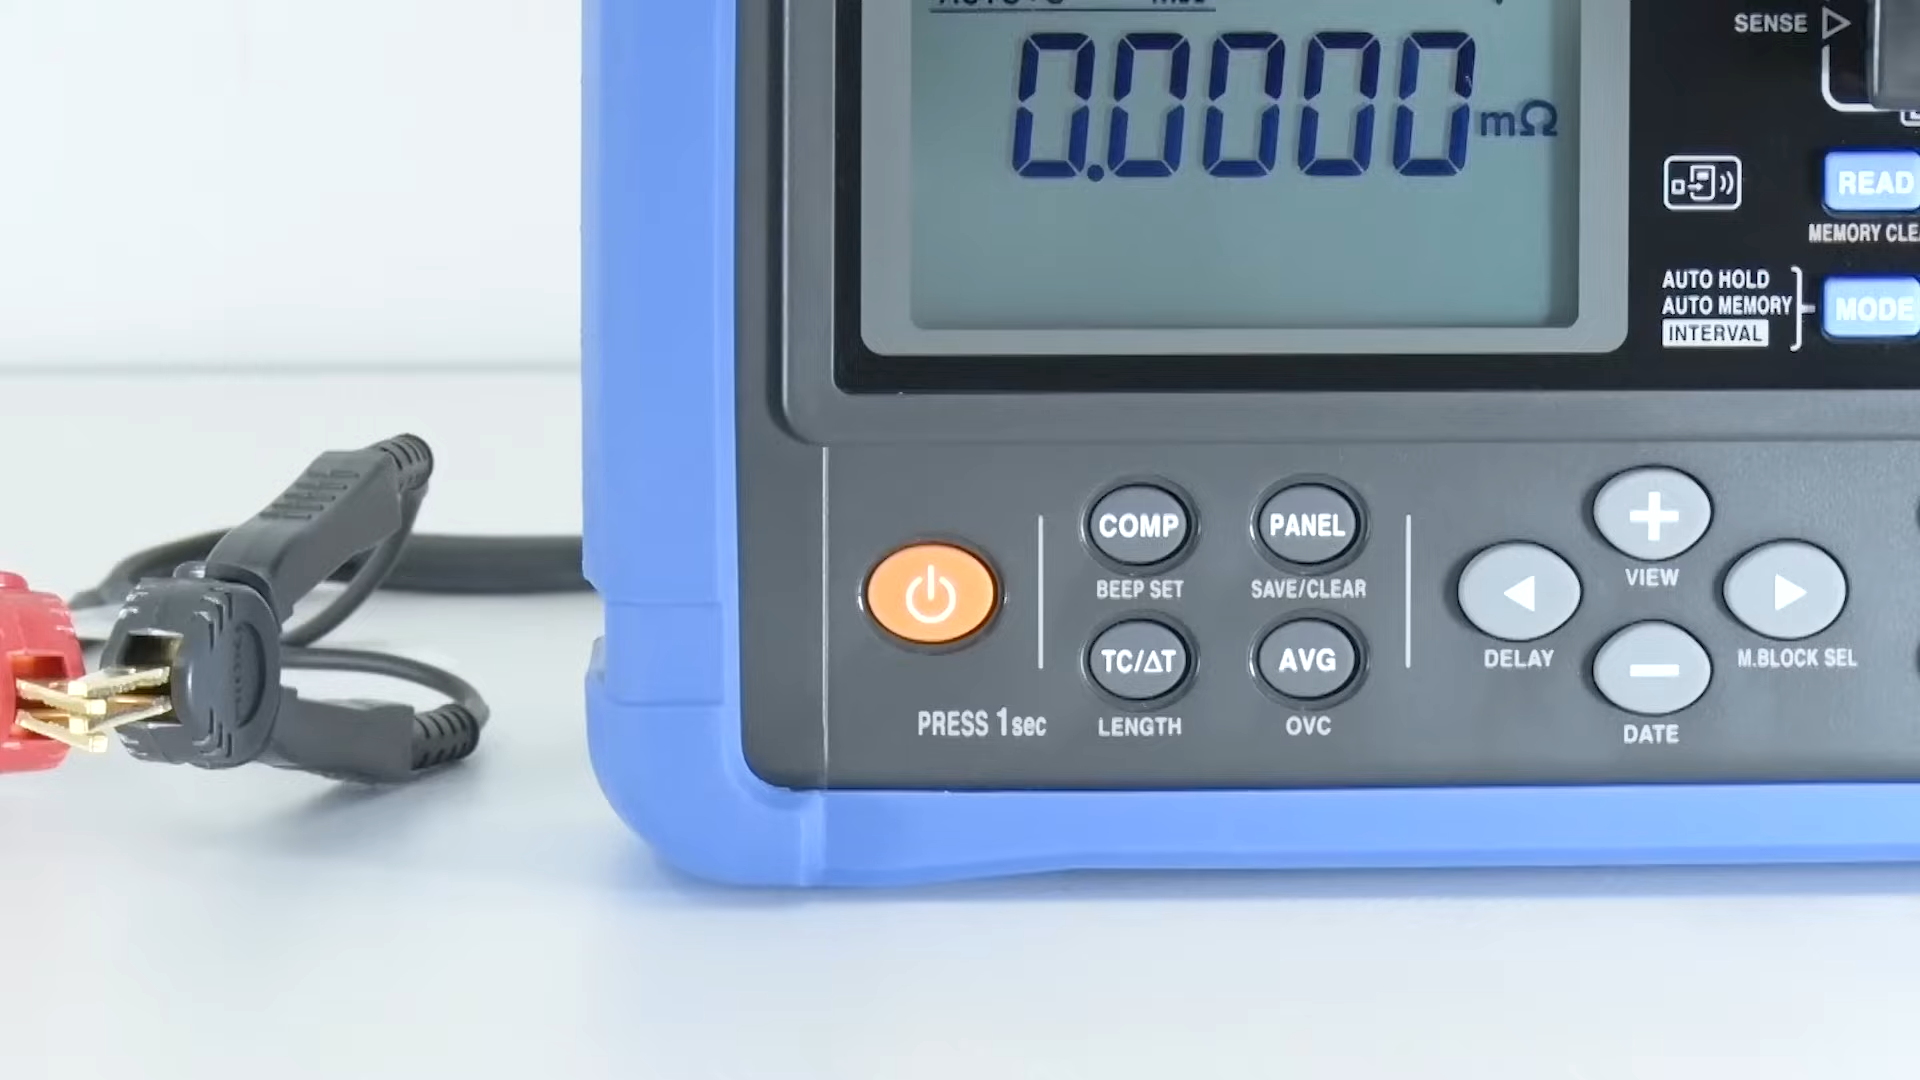 SENSE
0.0000 mΩ
READ
MEMORY CLE
AUTO HOLD
AUTO MEMORY
INTERVAL
MODE
COMP
PANEL
BEEP SET
SAVE/CLEAR
VIEW
TC/ΔT
AVG
DELAY
M.BLOCK SEL
PRESS 1sec
LENGTH
OVC
DATE